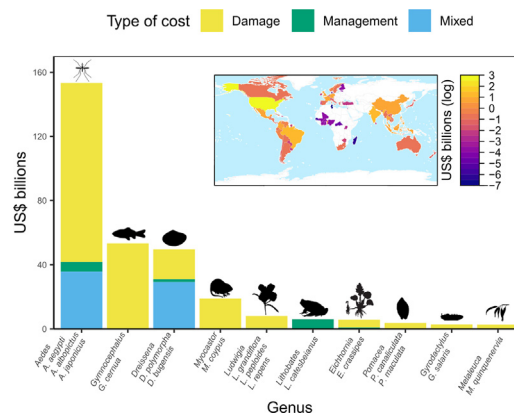 Type of cost Damage Management Mixed
US$ billions
160
120
80
40
0
US$ billions (log)
3
2
1
0
−1
−2
−3
−4
−5
−6
−7
Aedes
A. aegypti
A. albopictus
A. japonicus
Gymnocephalus
G. cernua
Dreissena
D. polymorpha
D. bugensis
Myocastor
M. coypus
Ludwigia
L. grandiflora
L. peploides
L. repens
Lithobates
L. catesbeianus
Eichhornia
E. crassipes
Pomacea
P. canaliculata
P. maculata
Gyrodactylus
G. salaris
Melaleuca
M. quinquenervia
Genus